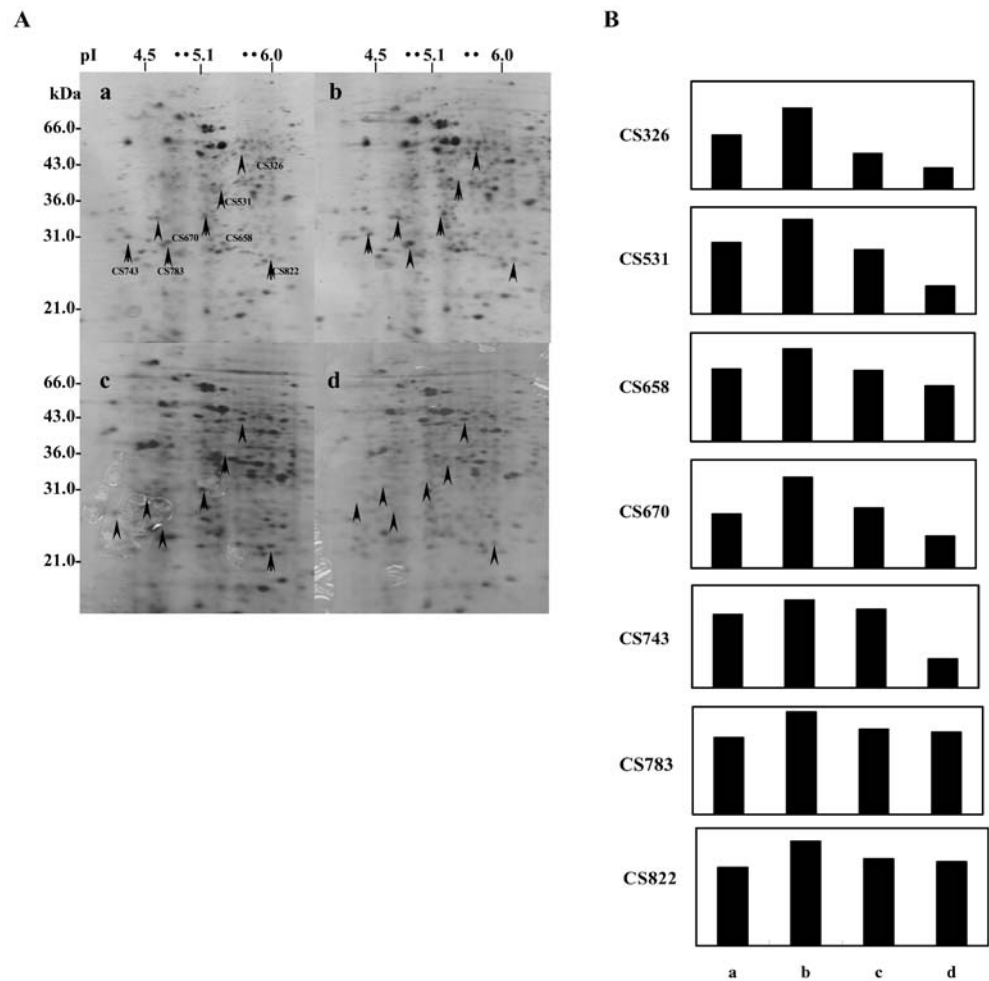 A
B
pI 4.5 ••5.1 ••6.0 4.5 ••5.1 •• 6.0
kDa
a
b
66.0-
43.0-
36.0-
31.0-
21.0-
CS326
CS531
CS670
CS658
CS743
CS783
CS822
c
d
66.0-
43.0-
36.0-
31.0-
21.0-
CS326
CS531
CS658
CS670
CS743
CS783
CS822
a b c d